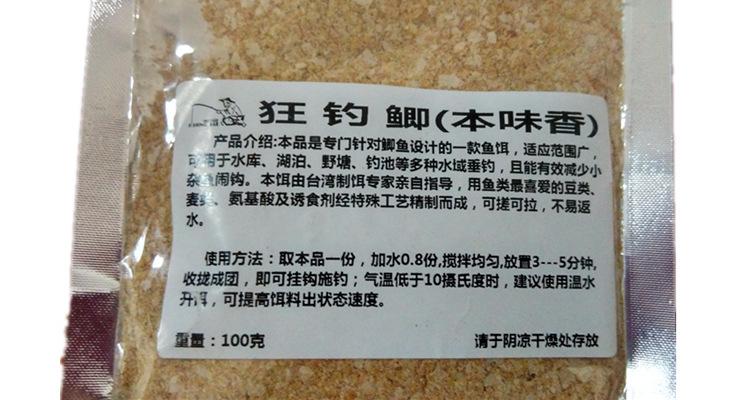 狂钓鲫(本味香)
产品介绍:本品是专门针对鲫鱼设计的一款鱼饵，适应范围广，
可用于水库、湖泊、野塘、钓池等多种水域垂钓，且能有效减少小
杂鱼闹钩。本饵由台湾制饵专家亲自指导，用鱼类最喜爱的豆类、
麦 、氨基酸及诱食剂经特殊工艺精制而成，可搓可拉，不易返
水。
使用方法：取本品一份，加水0.8份,搅拌均匀,放置3---5分钟,
收拢成团，即可挂钩施钓；气温低于10摄氏度时，建议使用温水
开饵，可提高饵料出状态速度。
重量：100克
请于阴凉干燥处存放